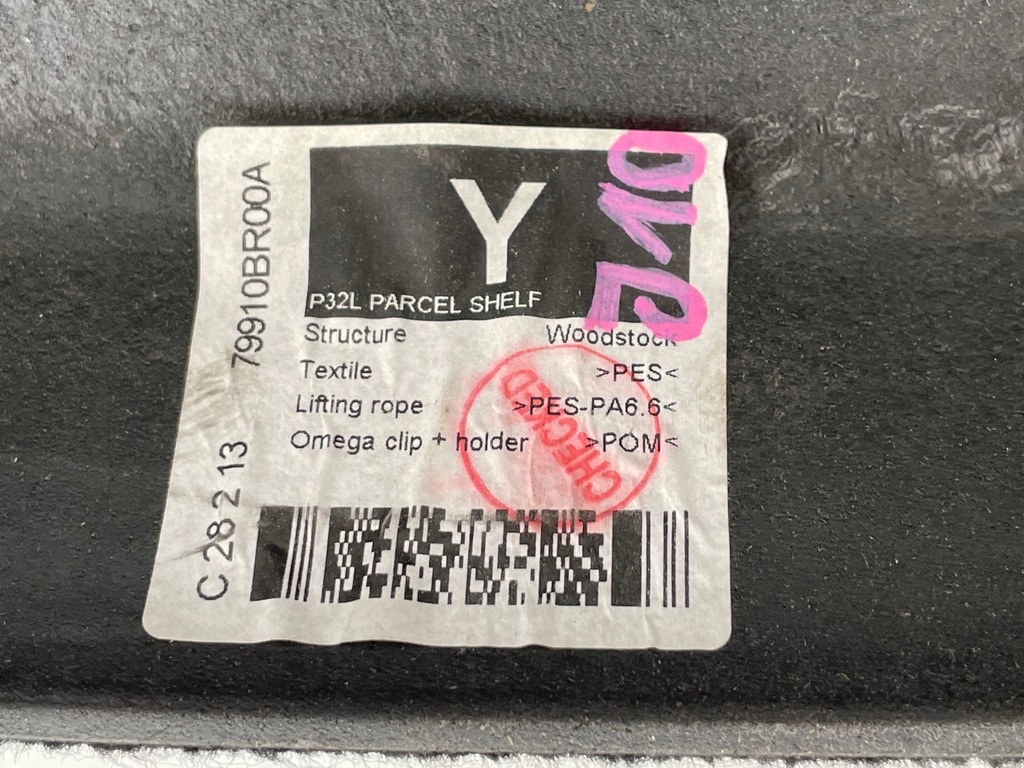 79910BR00A
C 28 2 13
Y
P32L PARCEL SHELF
Structure Woodstock
Textile >PES<
Lifting rope >PES-PA6.6<
Omega clip + holder >POM<
CHECKED